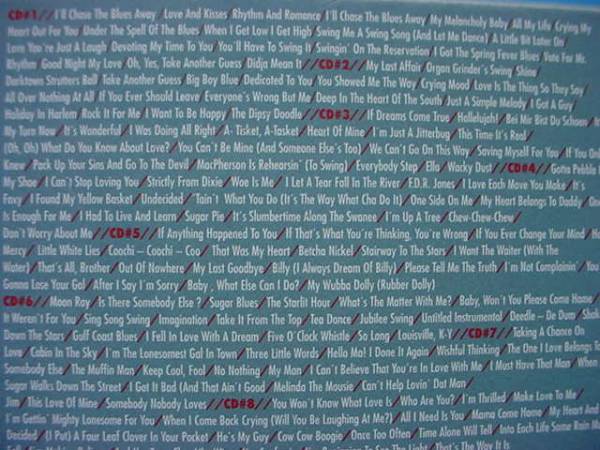 CD#1//I'll Chase The Blues Away/Love And Kisses/Rhythm And Romance/I'll Chase The Blues Away/My Melancholy Baby/All My Life/Crying My
Heart Out For You/Under The Spell Of The Blues/When I Get Low I Get High/Swing Me A Swing Song (And Let Me Dance)/A Little Bit Later On/
Love You're Just A Laugh/Devoting My Time To You/You'll Have To Swing It/Swingin' On The Reservation/I Got The Spring Fever Blues/Vote For Mr.
Rhythm/Good Night My Love/Oh, Yes, Take Another Guess/Didja Mean It//CD#2//My Last Affair/Organ Grinder's Swing/Shine/
Darktown Strutters Ball/Take Another Guess/Big Boy Blue/Dedicated To You/You Showed Me The Way/Crying Mood/Love Is The Thing So They Say/
All Over Nothing At All/If You Ever Should Leave/Everyone's Wrong But Me/Deep In The Heart Of The South/Just A Simple Melody/I Got A Guy/
Holiday In Harlem/Rock It For Me/I Want To Be Happy/The Dipsy Doodle//CD#3//If Dreams Come True/Hallelujah!/Bei Mir Bist Du Schoen/It's
My Turn Now/It's Wonderful/I Was Doing All Right/A-Tisket, A-Tasket/Heart Of Mine/I'm Just A Jitterbug/This Time It's Real/
(Oh, Oh) What Do You Know About Love?/You Can't Be Mine (And Someone Else's Too)/We Can't Go On This Way/Saving Myself For You/If You Only
Knew/Pack Up Your Sins And Go To The Devil/MacPherson Is Rehearsin' (To Swing)/Everybody Step/Ella/Wacky Dust//CD#4//Gotta Pebble I
My Shoe/I Can't Stop Loving You/Strictly From Dixie/Woe Is Me/I Let A Tear Fall In The River/F.D.R. Jones/I Love Each Move You Make/It's
Foxy/I Found My Yellow Basket/Undecided/'Tain't What You Do (It's The Way What Cha Do It)/One Side On Me/My Heart Belongs To Daddy/One
Is Enough For Me/I Had To Live And Learn/Sugar Pie/It's Slumbertime Along The Swanee/I'm Up A Tree/Chew-Chew-Chew/
Don't Worry About Me//CD#5//If Anything Happened To You/If That's What You're Thinking, You're Wrong/If You Ever Change Your Mind/H
Mercy/Little White Lies/Coochi – Coochi – Coo/That Was My Heart/Betcha Nickel/Stairway To The Stars/I Want The Waiter (With The
Water)/That's All, Brother/Out Of Nowhere/My Last Goodbye/Billy (I Always Dream Of Billy)/Please Tell Me The Truth/I'm Not Complainin'/You
Gonna Lose Your Gal/After I Say I'm Sorry/Baby, What Else Can I Do?/My Wubba Dolly (Rubber Dolly)
CD#6//Moon Ray/Is There Somebody Else?/Sugar Blues/The Starlit Hour/What's The Matter With Me?/Baby, Won't You Please Come Home/
It Weren't For You/Sing Song Swing/Imagination/Take It From The Top/Tea Dance/Jubilee Swing/Untitled Instrumental/Deedle – De Dum/Shak
Down The Stars/Gulf Coast Blues/I Fell In Love With A Dream/Five O'Clock Whistle/So Long/Louisville, K-Y//CD#7//Taking A Chance On
Love/Cabin In The Sky/I'm The Lonesomest Gal In Town/Three Little Words/Hello Ma! I Done It Again/Wishful Thinking/The One I Love Belongs To
Somebody Else/The Muffin Man/Keep Cool, Fool/No Nothing/My Man/I Can't Believe That You're In Love With Me/I Must Have That Man/When
Sugar Walks Down The Street/I Got It Bad (And That Ain't Good/Melinda The Mousie/Can't Help Lovin' Dat Man/
Jim/This Love Of Mine/Somebody Nobody Loves//CD#8//You Won't Know What Love Is/Who Are You?/I'm Thrilled/Make Love To Me/
I'm Gettin' Mighty Lonesome For You/When I Come Back Crying (Will You Be Laughing At Me?)/All I Need Is You/Mama Come Home/My Heart And
Decided/(I Put) A Four Leaf Clover In Your Pocket/He's My Guy/Cow Cow Boogie/Once Too Often/Time Alone Will Tell/Into Each Life Some Rain M
To See The Light/That's The Way It Is